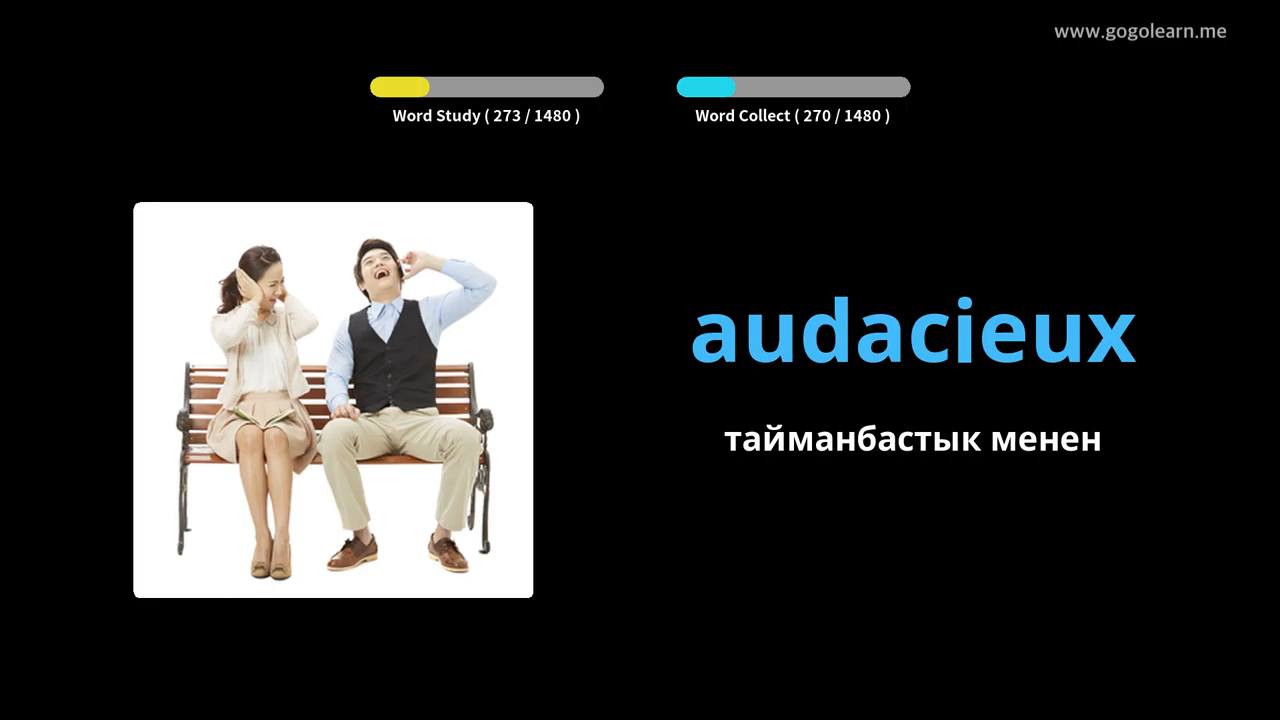 www.gogolearn.me
Word Study ( 273 / 1480 )
Word Collect ( 270 / 1480 )
audacieux
тайманбастык менен